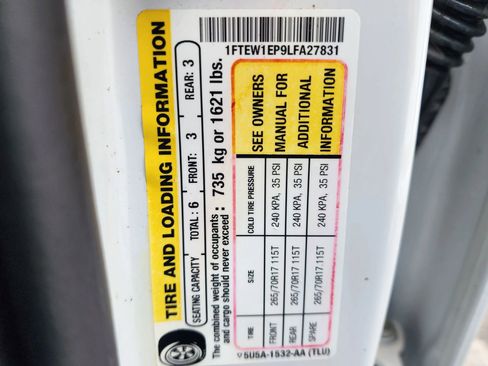 1FTEW1EP9LFA27831
TIRE AND LOADING INFORMATION
SEATING CAPACITY TOTAL: 6 FRONT: 3 REAR: 3
The combined weight of occupants
and cargo should never exceed: 735 kg or 1621 lbs.
TIRE SIZE COLD TIRE PRESSURE
FRONT 265/70R17 115T 240 KPA, 35 PSI
REAR 265/70R17 115T 240 KPA, 35 PSI
SPARE 265/70R17 115T 240 KPA, 35 PSI
SEE OWNERS
MANUAL FOR
ADDITIONAL
INFORMATION
5U5A-1532-AA (TLU)